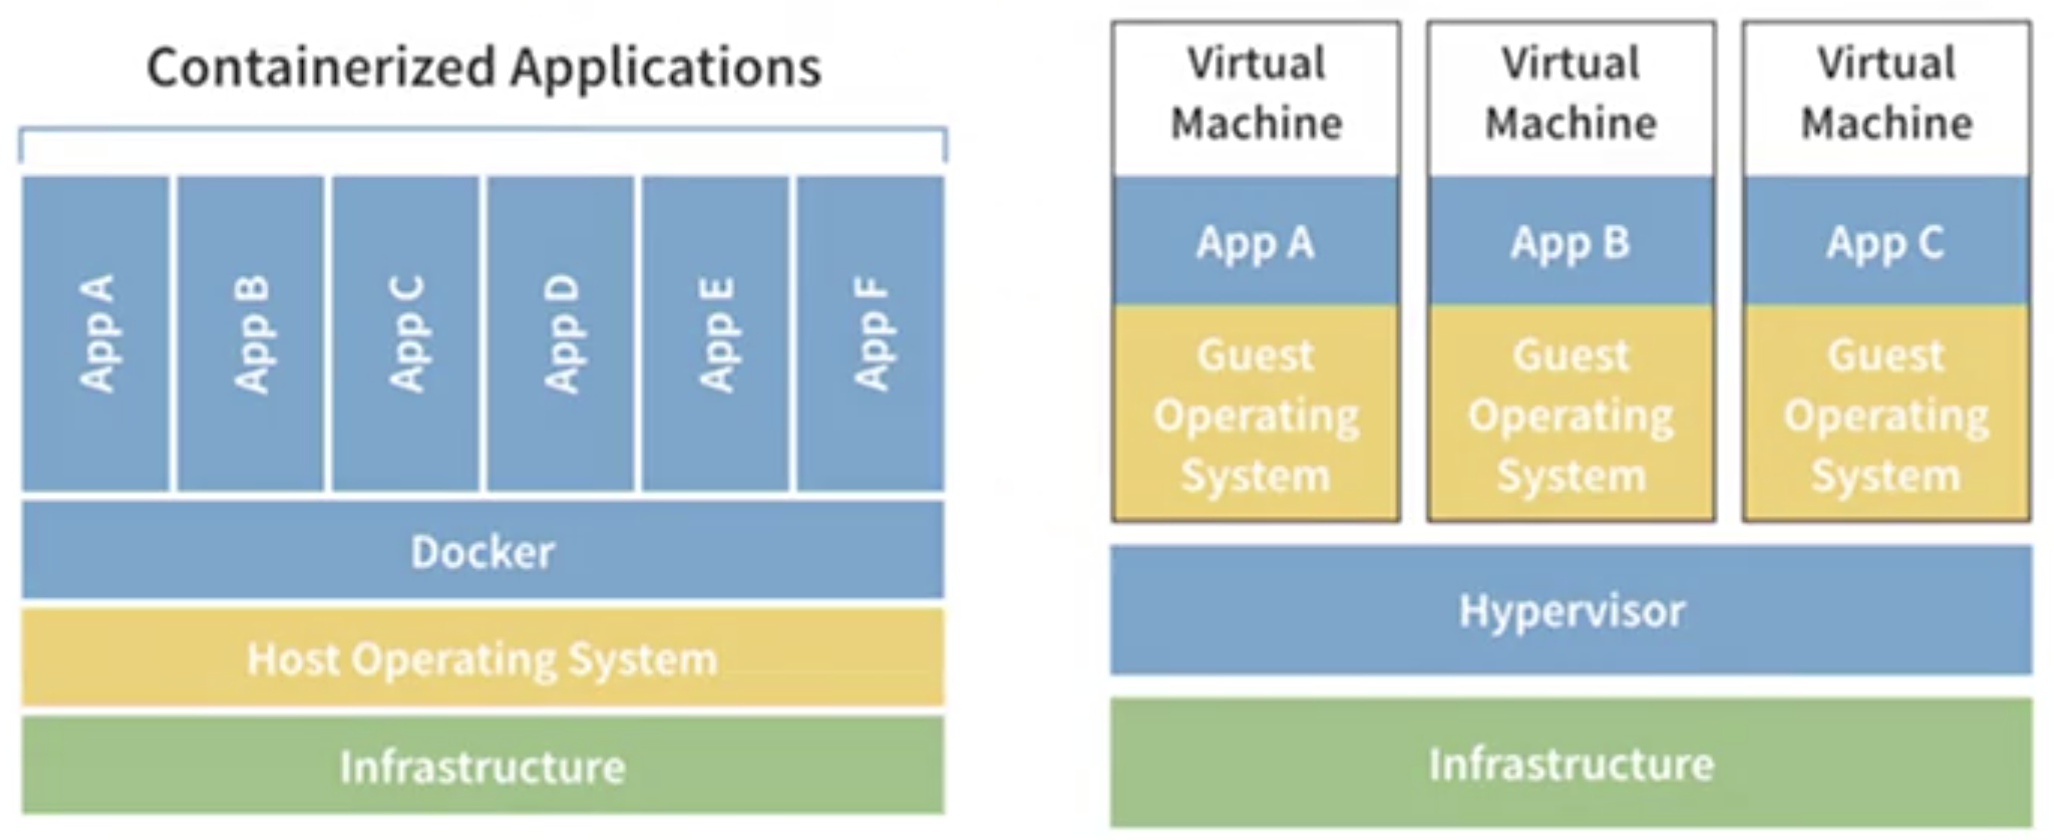 Containerized Applications
App A
App B
App C
App D
App E
App F
Docker
Host Operating System
Infrastructure
Virtual
Machine
App A
Guest
Operating
System
Virtual
Machine
App B
Guest
Operating
System
Virtual
Machine
App C
Guest
Operating
System
Hypervisor
Infrastructure